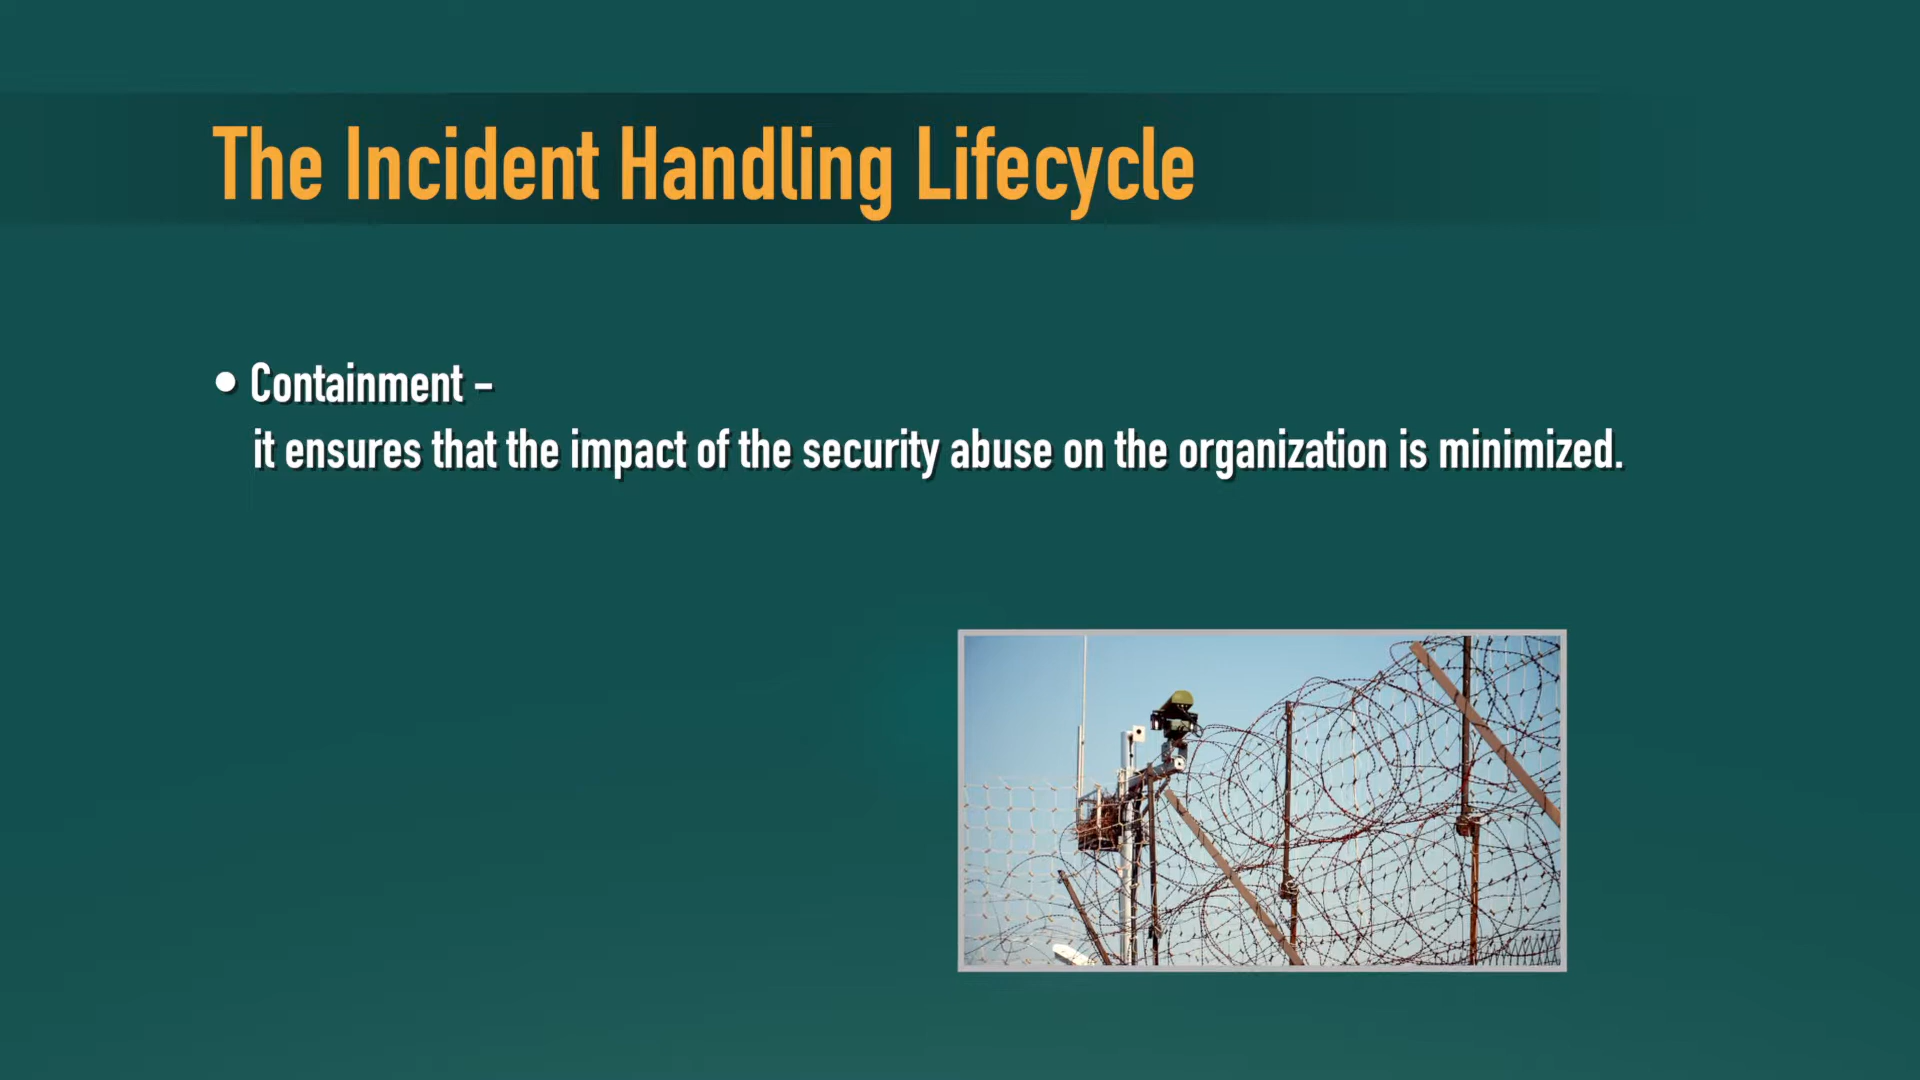 The Incident Handling Lifecycle
• Containment –
it ensures that the impact of the security abuse on the organization is minimized.